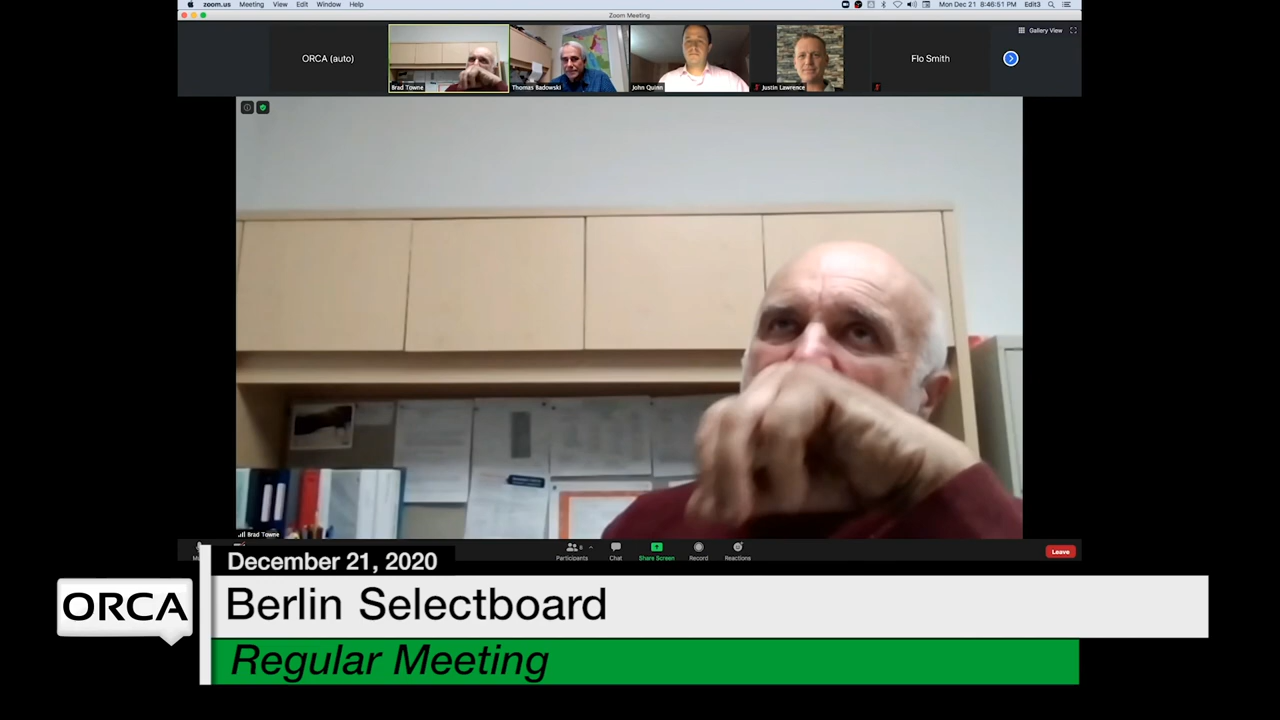 zoom.us Meeting View Edit Window Help Mon Dec 21 8:46:51 PM Edit3
Zoom Meeting
Gallery View
ORCA (auto)
Flo Smith
Brad Towne
Thomas Badowski
John Quinn
Justin Lawrence
Brad Towne
Participants 8
Chat
Share Screen
Record
Reactions
Leave
December 21, 2020
ORCA
Berlin Selectboard
Regular Meeting